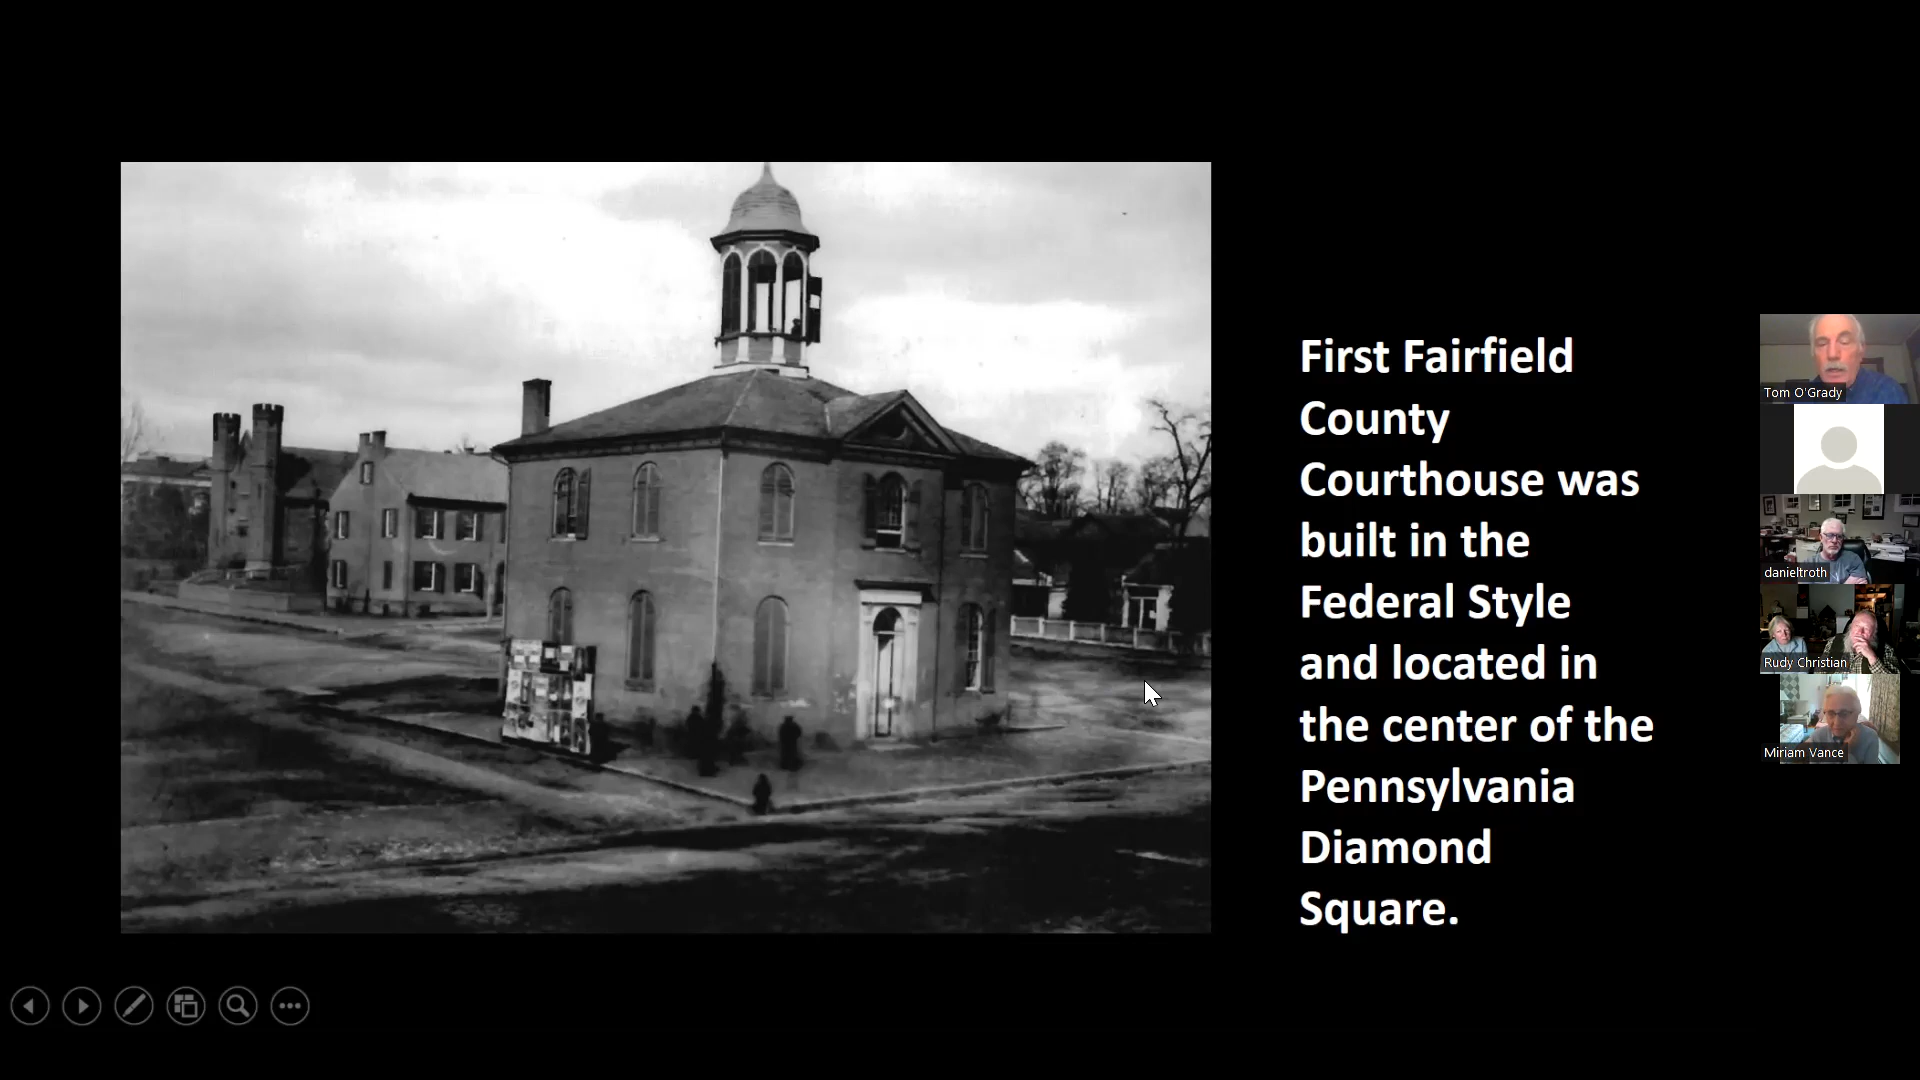 First Fairfield
County
Courthouse was
built in the
Federal Style
and located in
the center of the
Pennsylvania
Diamond
Square.
Tom O'Grady
danieltroth
Rudy Christian
Miriam Vance